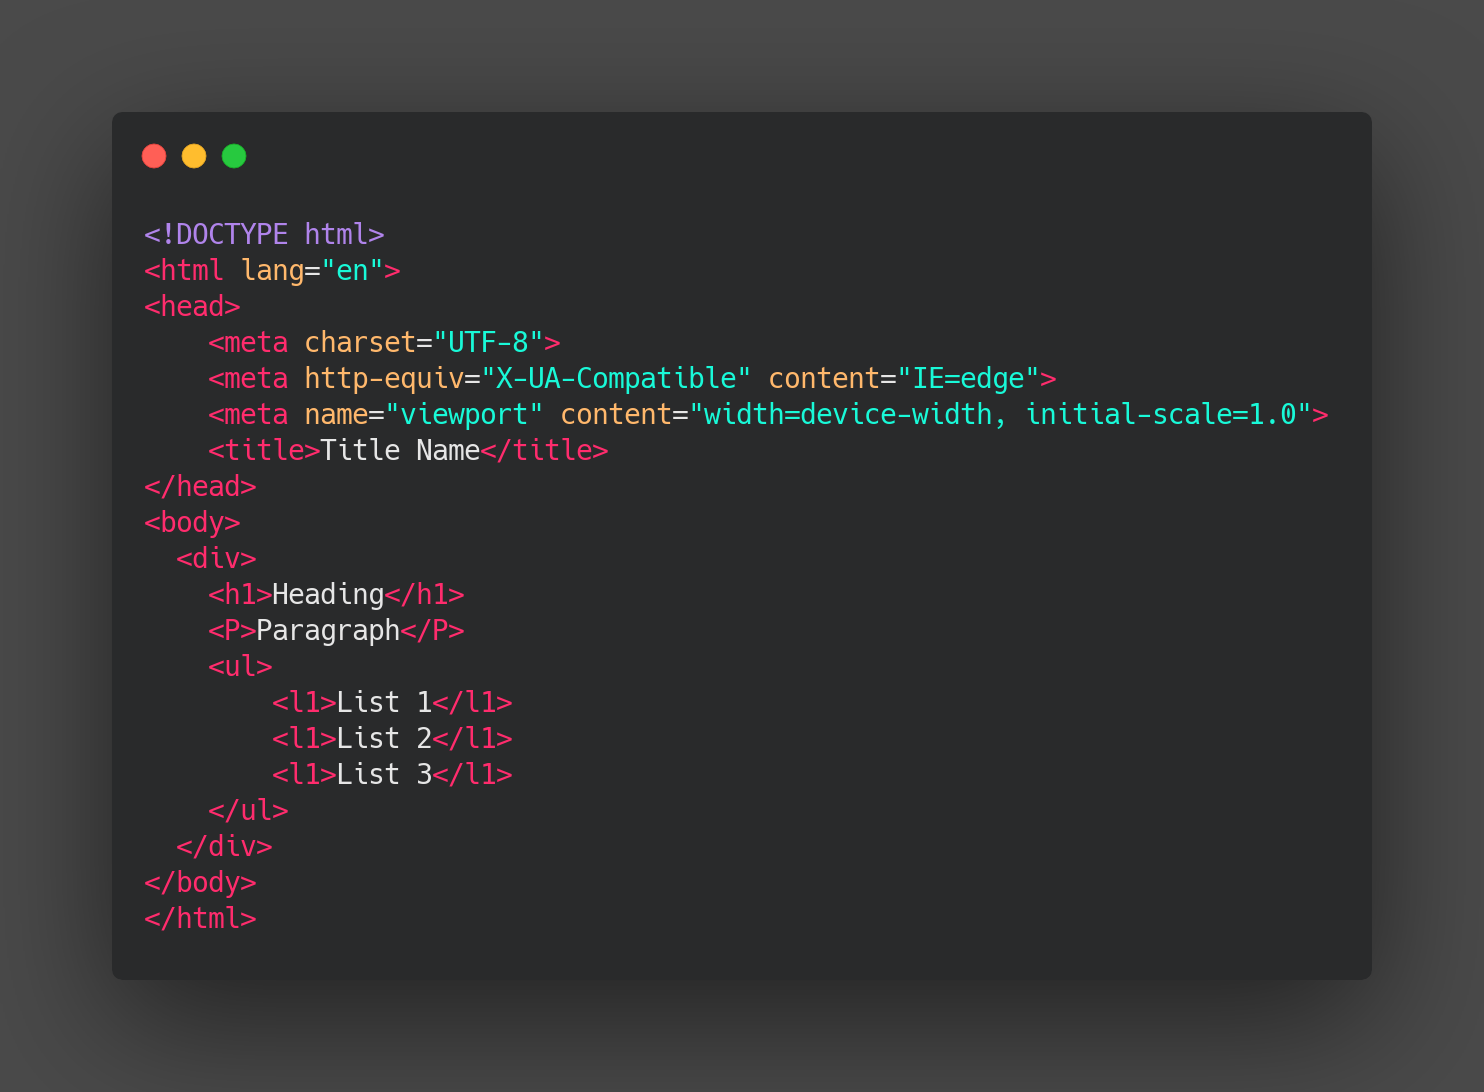 <!DOCTYPE html>
<html lang="en">
<head>
    <meta charset="UTF-8">
    <meta http-equiv="X-UA-Compatible" content="IE=edge">
    <meta name="viewport" content="width=device-width, initial-scale=1.0">
    <title>Title Name</title>
</head>
<body>
  <div>
    <h1>Heading</h1>
    <P>Paragraph</P>
    <ul>
        <l1>List 1</l1>
        <l1>List 2</l1>
        <l1>List 3</l1>
    </ul>
  </div>
</body>
</html>